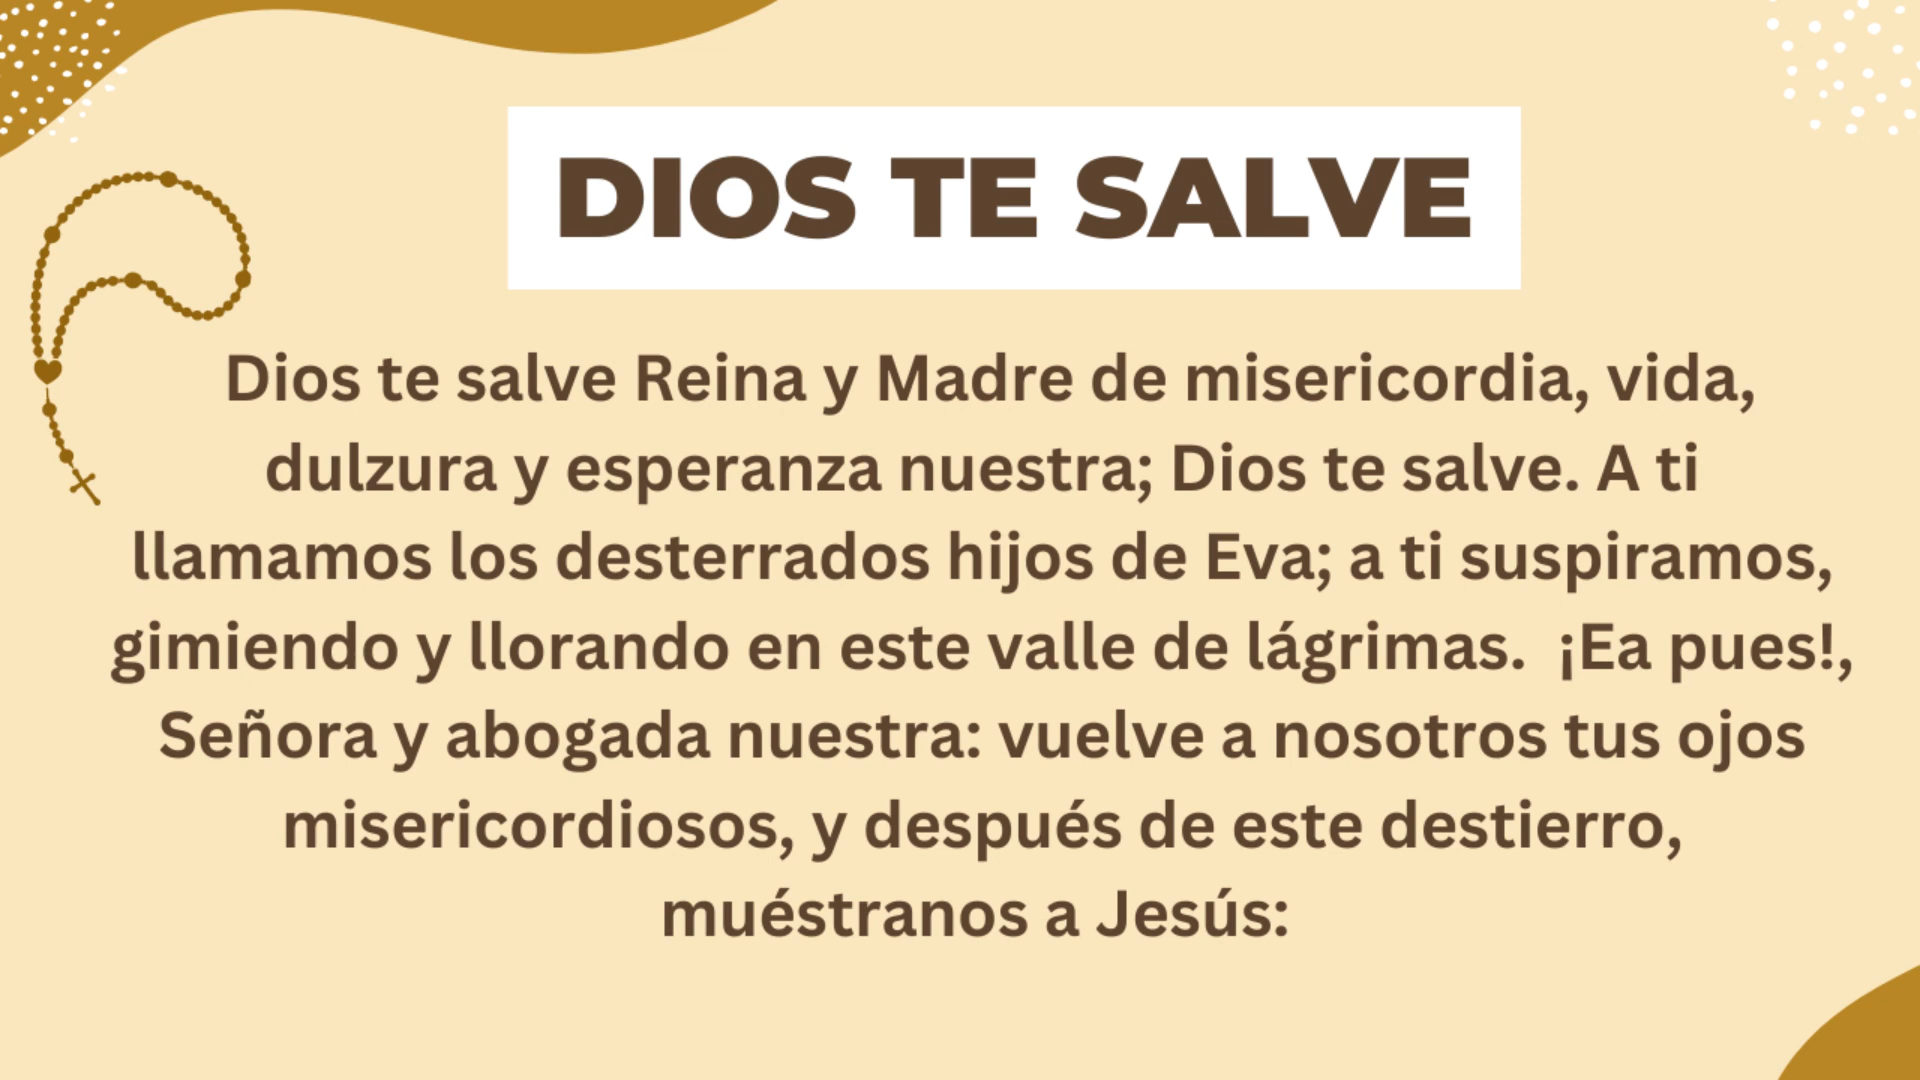 DIOS TE SALVE
Dios te salve Reina y Madre de misericordia, vida,
dulzura y esperanza nuestra; Dios te salve. A ti
llamamos los desterrados hijos de Eva; a ti suspiramos,
gimiendo y llorando en este valle de lágrimas.  ¡Ea pues!,
Señora y abogada nuestra: vuelve a nosotros tus ojos
misericordiosos, y después de este destierro,
muéstranos a Jesús: